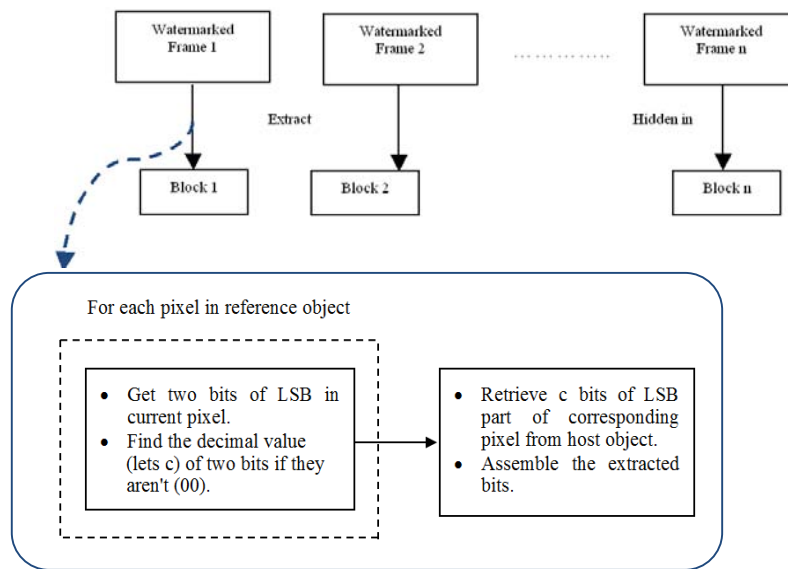 Watermarked
Frame 1
Watermarked
Frame 2
Watermarked
Frame n
Extract
Hidden in
Block 1
Block 2
Block n
For each pixel in reference object
• Get two bits of LSB in
current pixel.
• Find the decimal value
(lets c) of two bits if they
aren't (00).
• Retrieve c bits of LSB
part of corresponding
pixel from host object.
• Assemble the extracted
bits.